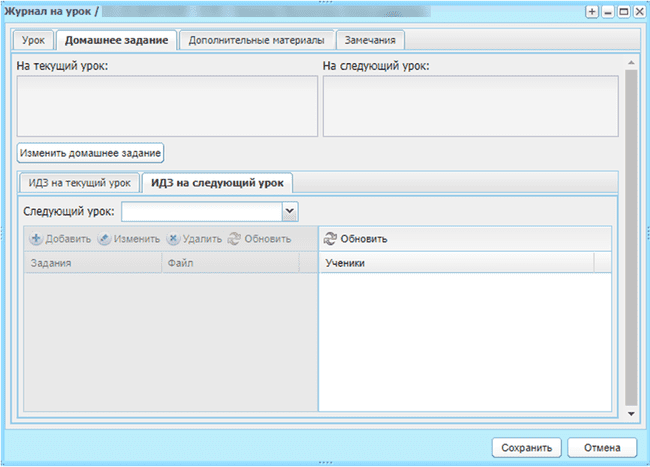 Журнал на урок /
Урок Домашнее задание Дополнительные материалы Замечания
На текущий урок: На следующий урок:
Изменить домашнее задание
ИДЗ на текущий урок ИДЗ на следующий урок
Следующий урок:
Добавить Изменить Удалить Обновить Обновить
Задания Файл Ученики
Сохранить Отмена